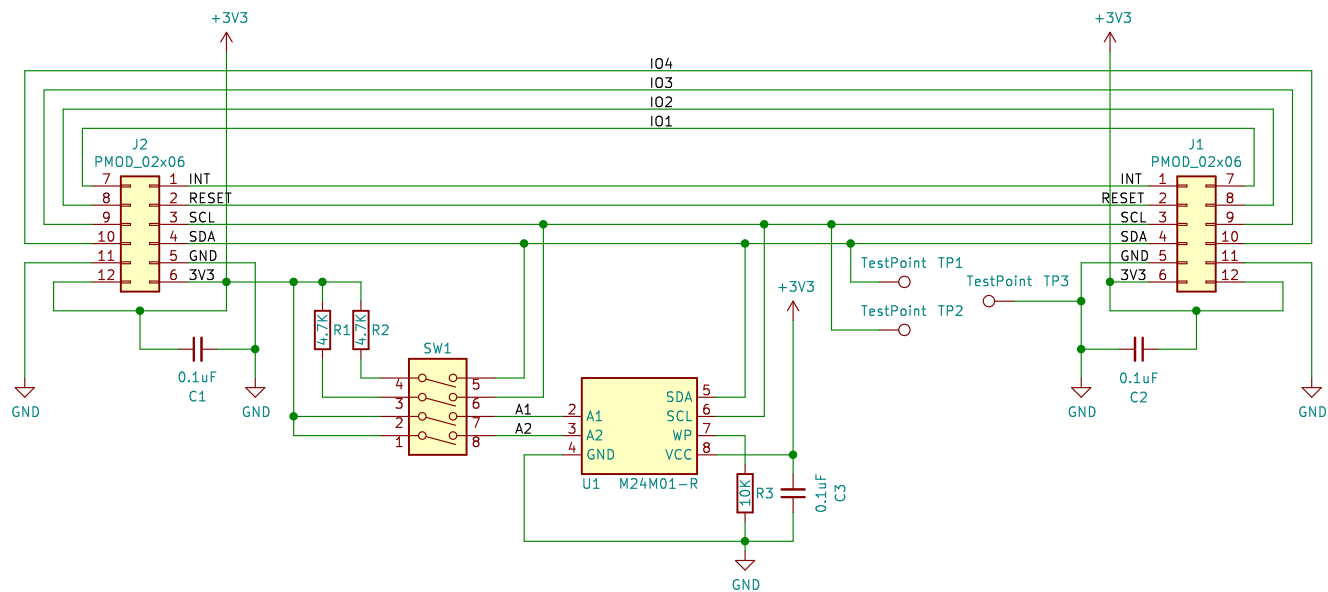 +3V3
+3V3
IO4
IO3
IO2
IO1
J2
PMOD_02x06
J1
PMOD_02x06
7 1 INT
8 2 RESET
9 3 SCL
10 4 SDA
11 5 GND
12 6 3V3
INT 1 7
RESET 2 8
SCL 3 9
SDA 4 10
GND 5 11
3V3 6 12
TestPoint TP1
TestPoint TP3
+3V3
TestPoint TP2
4.7K R1
4.7K R2
SW1
4 5
3 6
2 7
1 8
0.1uF
C1
GND
GND
A1
A2
2 A1
3 A2
4 GND
SDA 5
SCL 6
WP 7
VCC 8
U1 M24M01-R
10K R3
0.1uF
C3
GND
0.1uF
C2
GND
GND